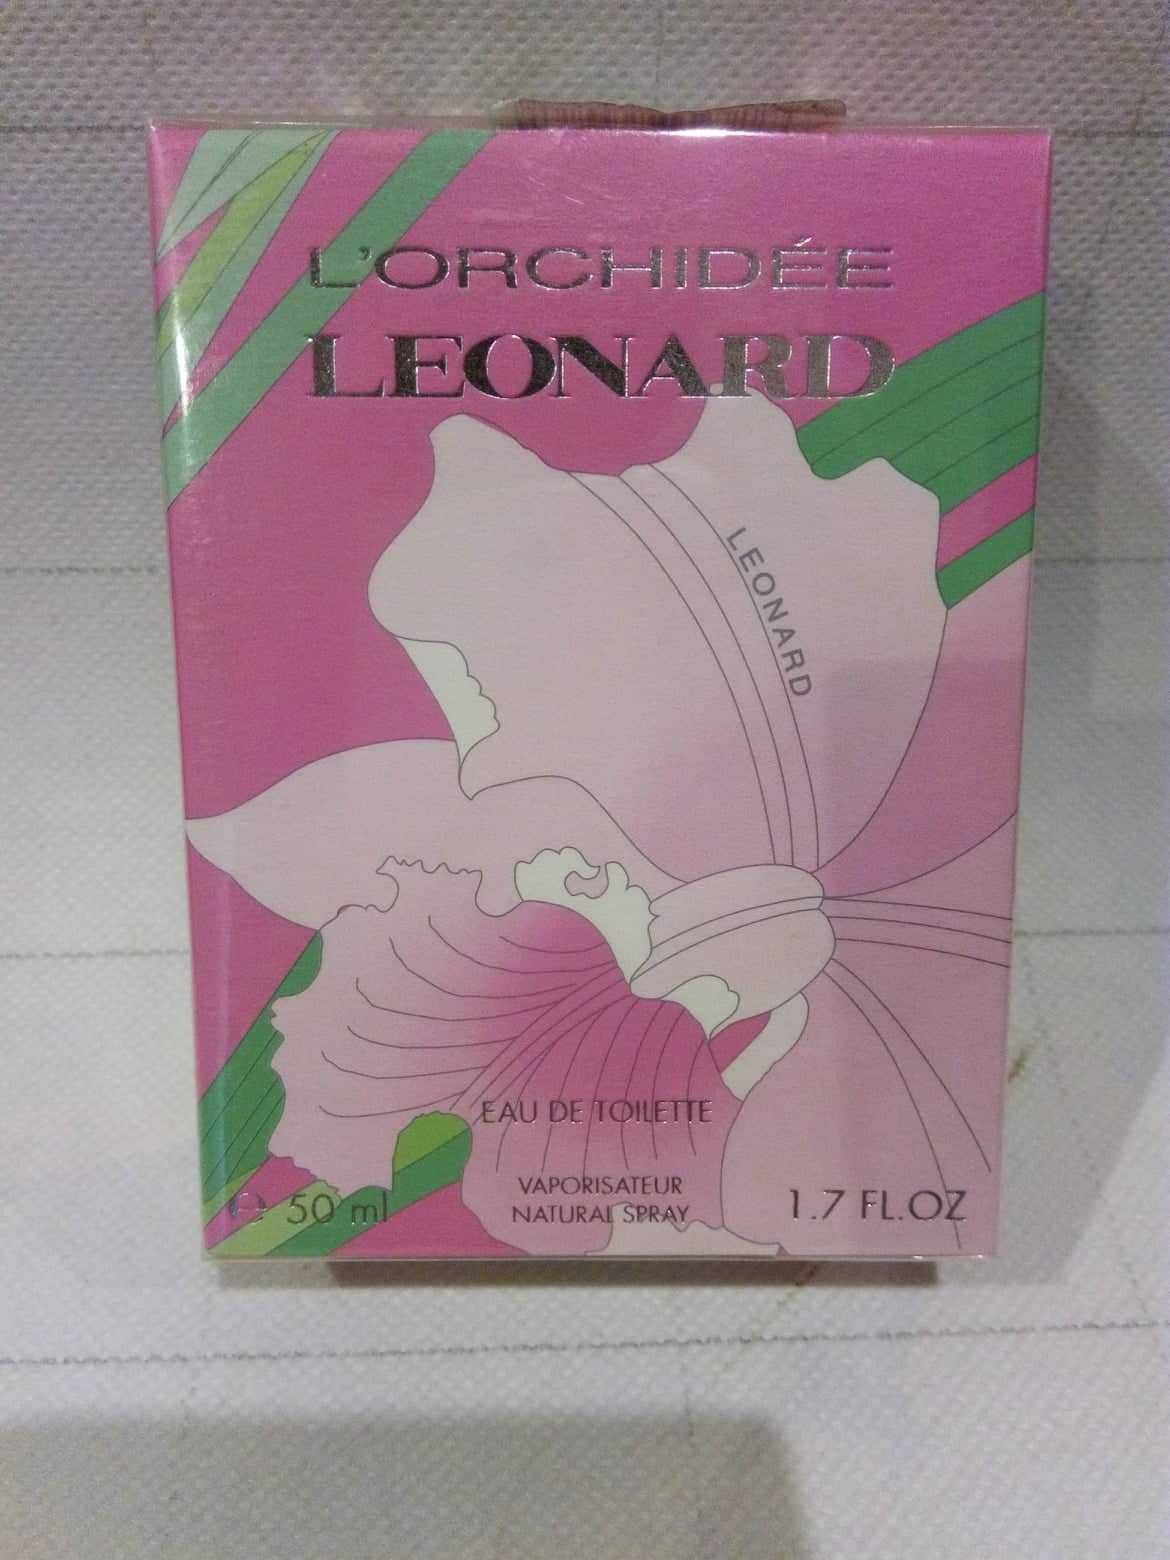 L'ORCHIDÉE
LEONARD
LEONARD
EAU DE TOILETTE
VAPORISATEUR
NATURAL SPRAY
℮ 50 ml
1.7 FL.OZ